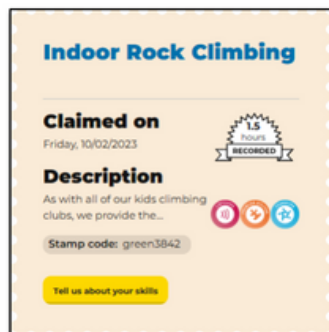 Indoor Rock Climbing
Claimed on
Friday, 10/02/2023
1.5
hours
RECORDED
Description
As with all of our kids climbing
clubs, we provide the...
Stamp code: green3842
Tell us about your skills